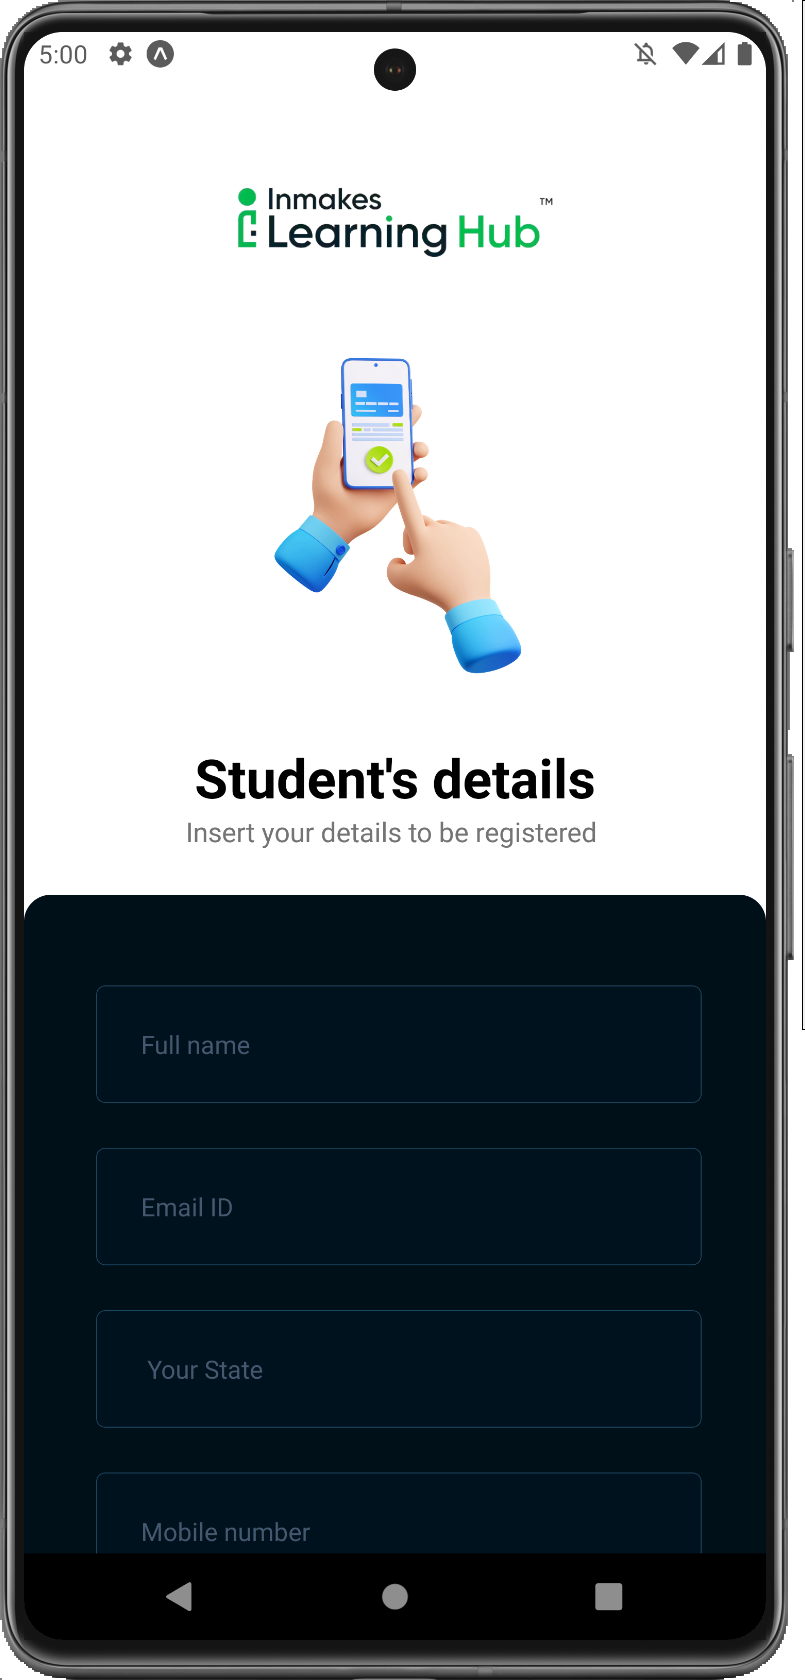 5:00
Inmakes
Learning Hub ™
Student's details
Insert your details to be registered
Full name
Email ID
Your State
Mobile number